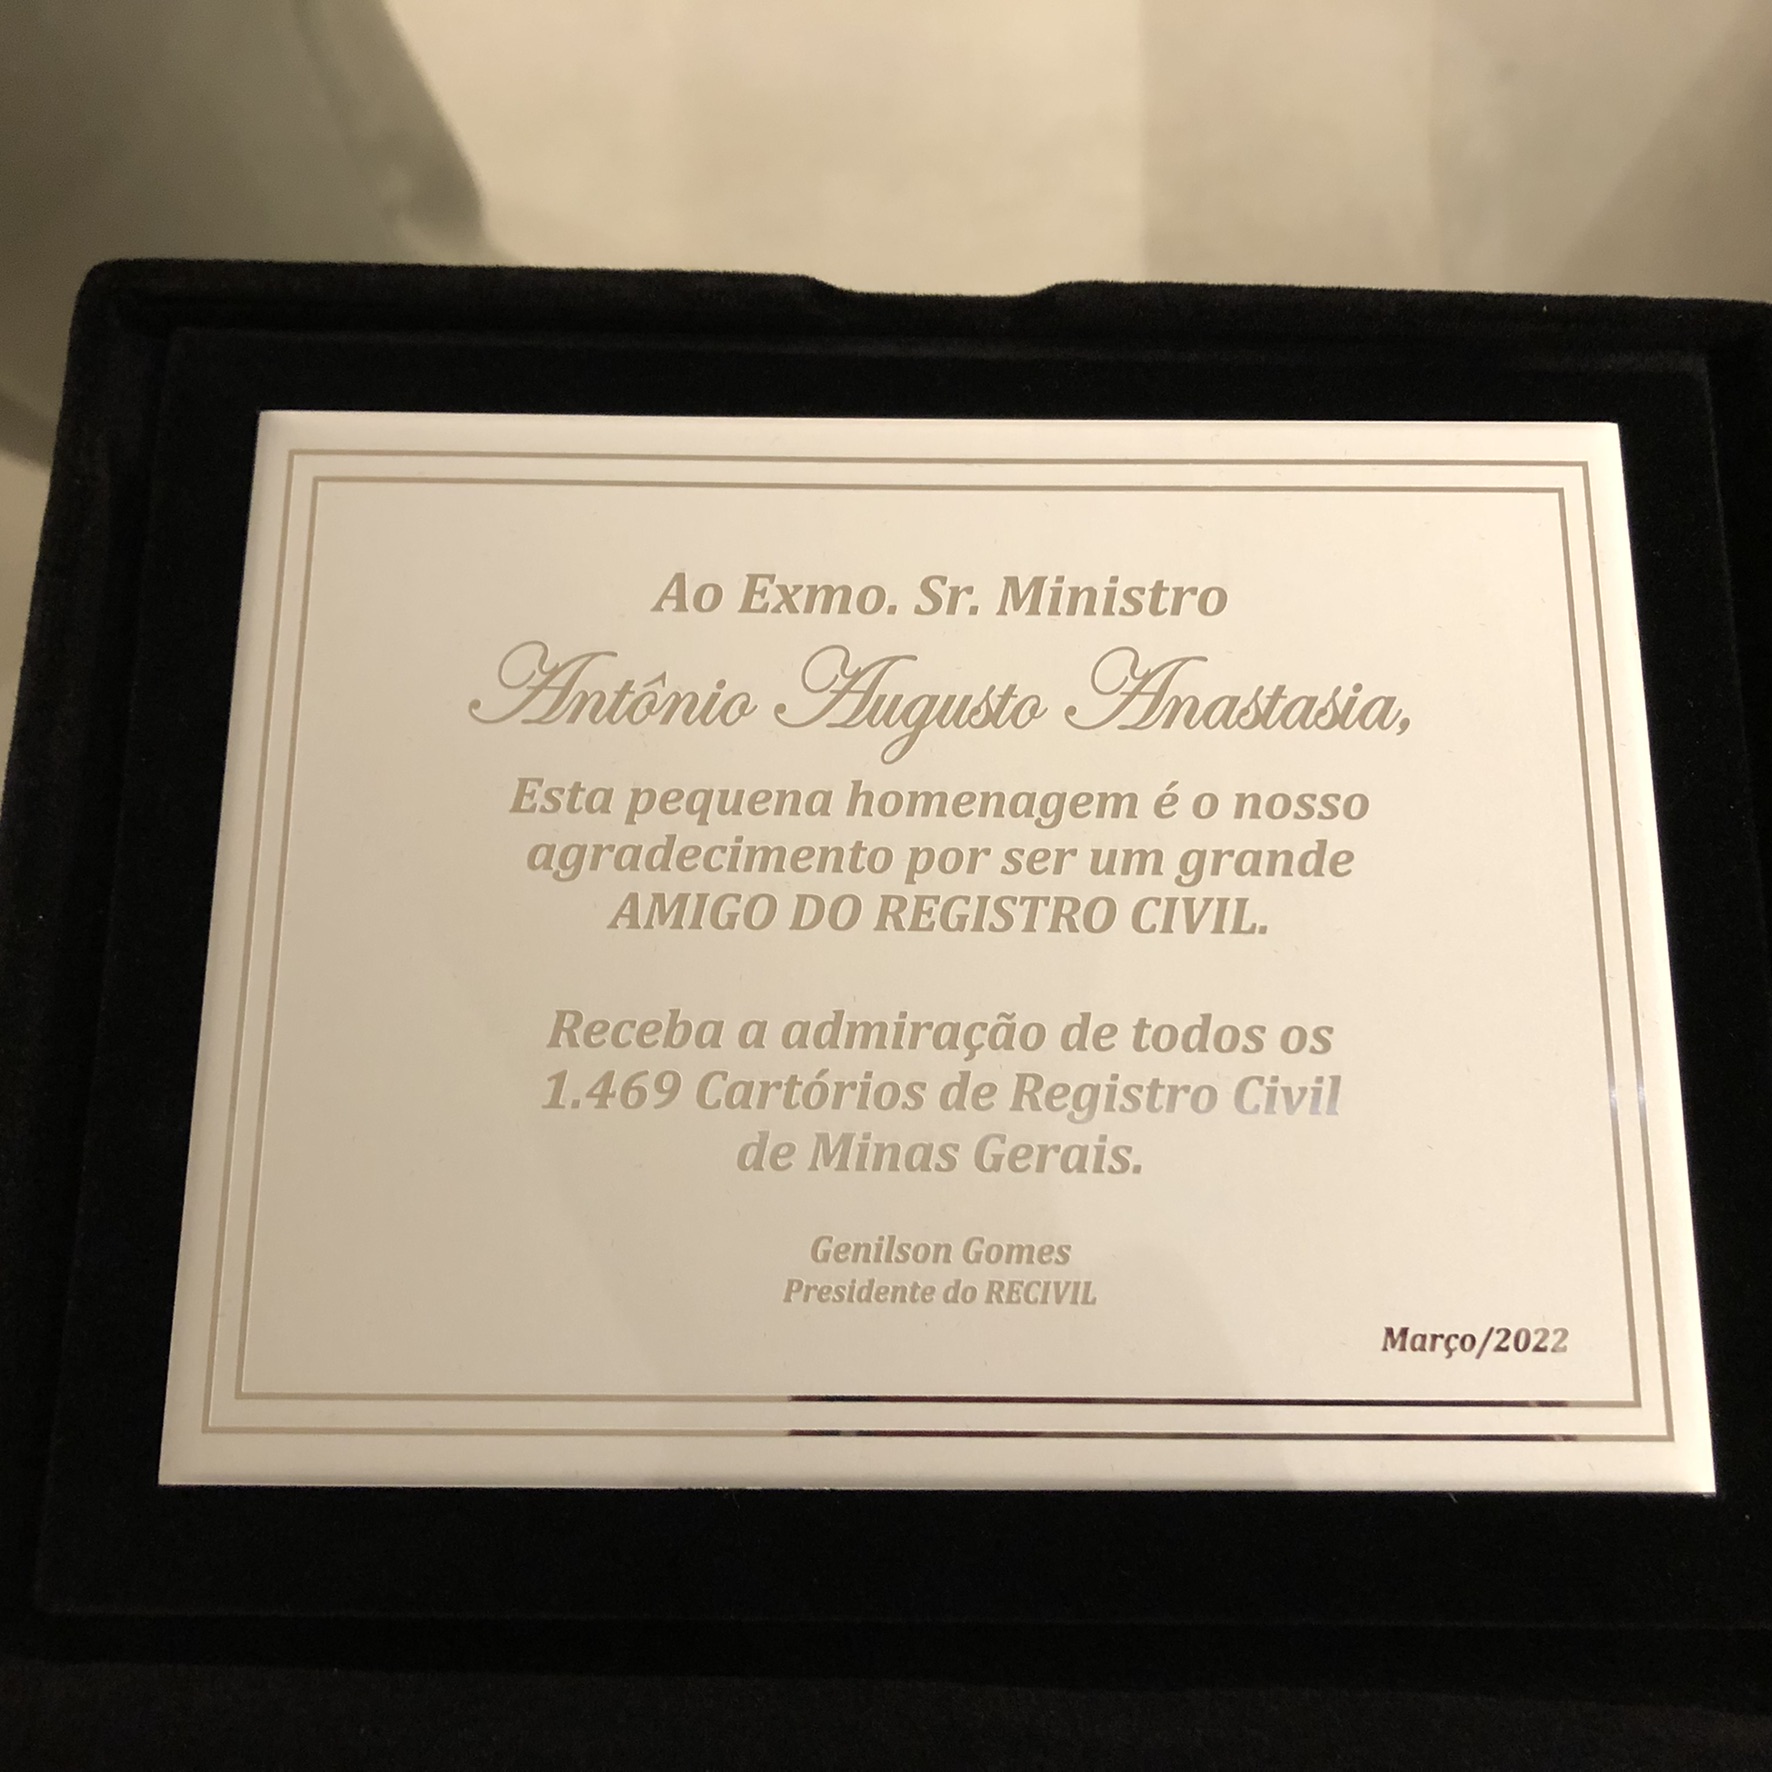 Ao Exmo. Sr. Ministro
Antônio Augusto Anastasia,
Esta pequena homenagem é o nosso
agradecimento por ser um grande
AMIGO DO REGISTRO CIVIL.
Receba a admiração de todos os
1.469 Cartórios de Registro Civil
de Minas Gerais.
Genilson Gomes
Presidente do RECIVIL
Março/2022